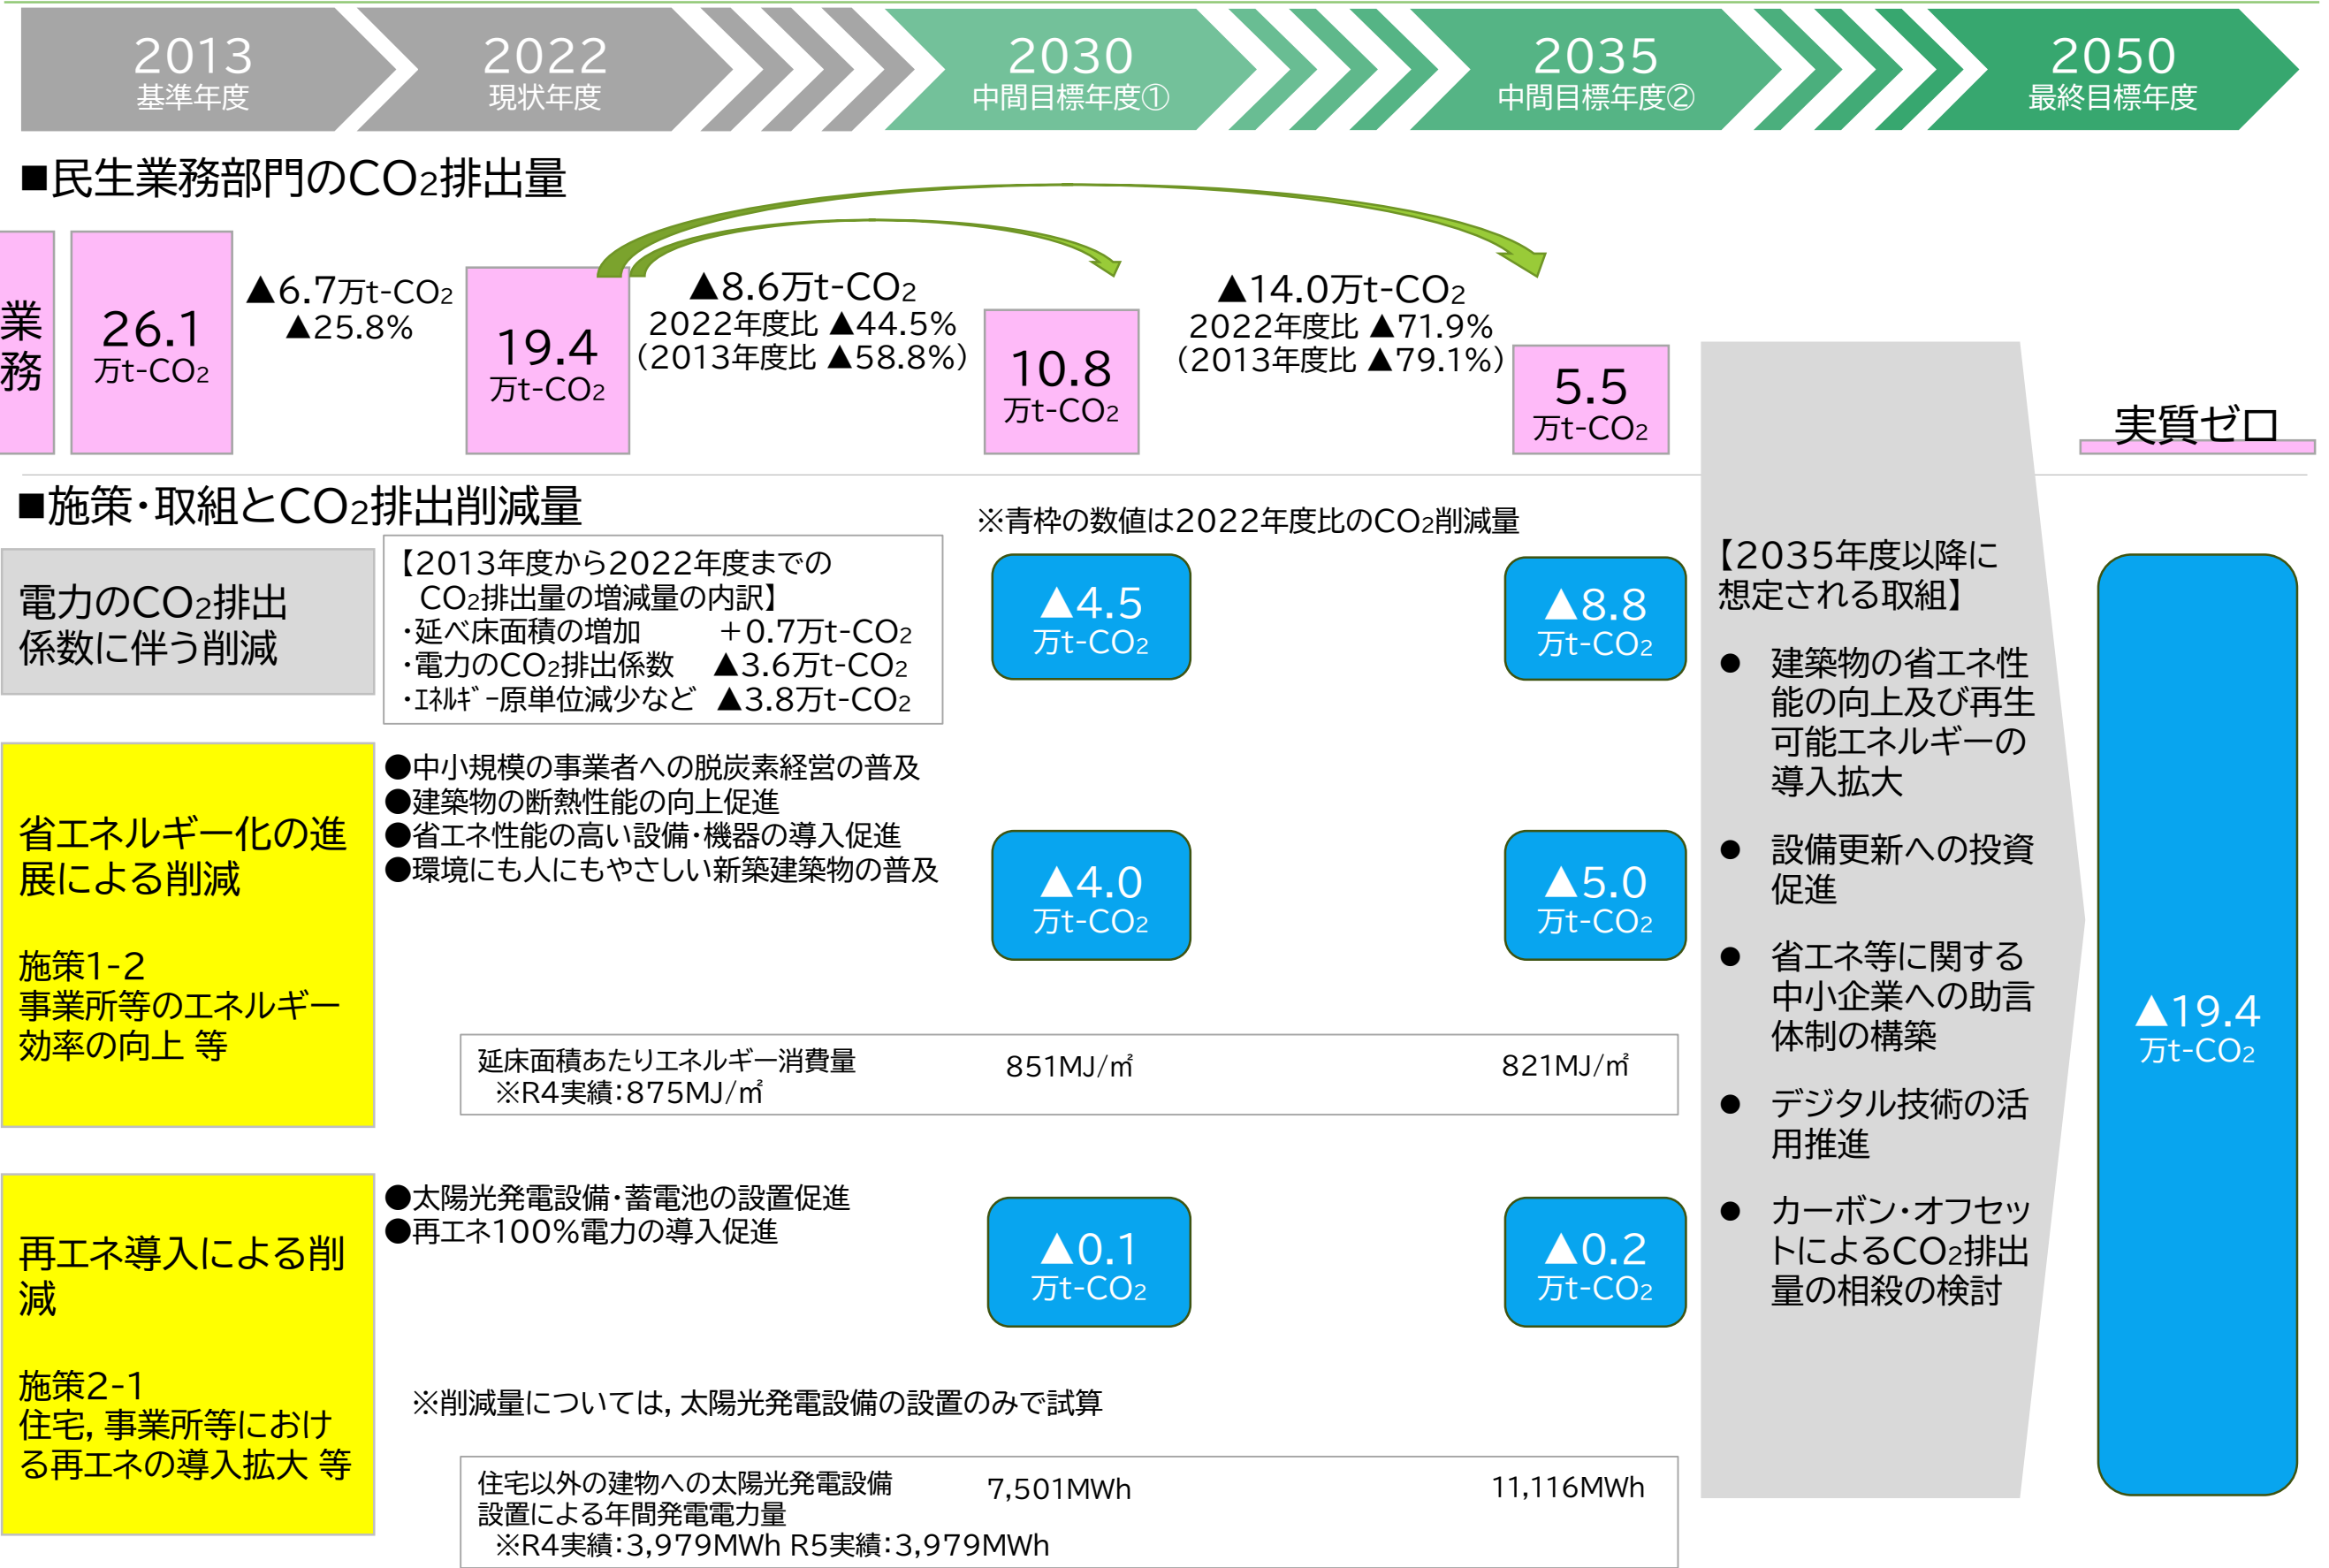 2013
基準年度
2022
現状年度
2030
中間目標年度①
2035
中間目標年度②
2050
最終目標年度
■民生業務部門のCO2排出量
業
務
26.1
万t-CO2
▲6.7万t-CO2
▲25.8%
19.4
万t-CO2
▲8.6万t-CO2
2022年度比 ▲44.5%
(2013年度比 ▲58.8%)
10.8
万t-CO2
▲14.0万t-CO2
2022年度比 ▲71.9%
(2013年度比 ▲79.1%)
5.5
万t-CO2
実質ゼロ
■施策・取組とCO2排出削減量
※青枠の数値は2022年度比のCO2削減量
電力のCO2排出
係数に伴う削減
【2013年度から2022年度までの
CO2排出量の増減量の内訳】
・延べ床面積の増加 +0.7万t-CO2
・電力のCO2排出係数 ▲3.6万t-CO2
・ｴﾈﾙｷﾞｰ原単位減少など ▲3.8万t-CO2
▲4.5
万t-CO2
▲8.8
万t-CO2
省エネルギー化の進
展による削減
施策1-2
事業所等のエネルギー
効率の向上 等
●中小規模の事業者への脱炭素経営の普及
●建築物の断熱性能の向上促進
●省エネ性能の高い設備・機器の導入促進
●環境にも人にもやさしい新築建築物の普及
▲4.0
万t-CO2
▲5.0
万t-CO2
延床面積あたりエネルギー消費量
※R4実績：875MJ/㎡
851MJ/㎡
821MJ/㎡
再エネ導入による削
減
施策2-1
住宅，事業所等におけ
る再エネの導入拡大 等
●太陽光発電設備・蓄電池の設置促進
●再エネ100%電力の導入促進
▲0.1
万t-CO2
▲0.2
万t-CO2
※削減量については，太陽光発電設備の設置のみで試算
住宅以外の建物への太陽光発電設備
設置による年間発電電力量
※R4実績：3,979MWh R5実績：3,979MWh
7,501MWh
11,116MWh
【2035年度以降に
想定される取組】
● 建築物の省エネ性
能の向上及び再生
可能エネルギーの
導入拡大
● 設備更新への投資
促進
● 省エネ等に関する
中小企業への助言
体制の構築
● デジタル技術の活
用推進
● カーボン・オフセッ
トによるCO2排出
量の相殺の検討
▲19.4
万t-CO2